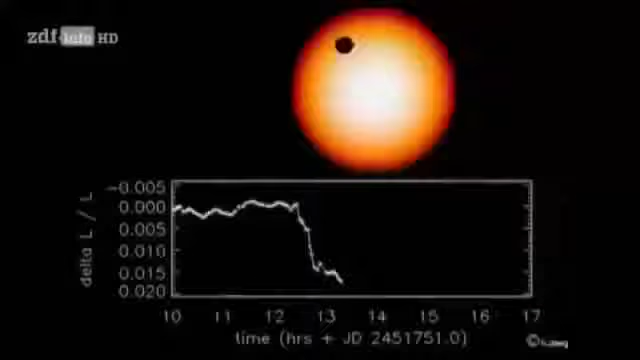 zdf info HD
-0.005
0.000
0.005
0.010
0.015
0.020
delta L / L
10 11 12 13 14 15 16 17
time (hrs + JD 2451751.0)